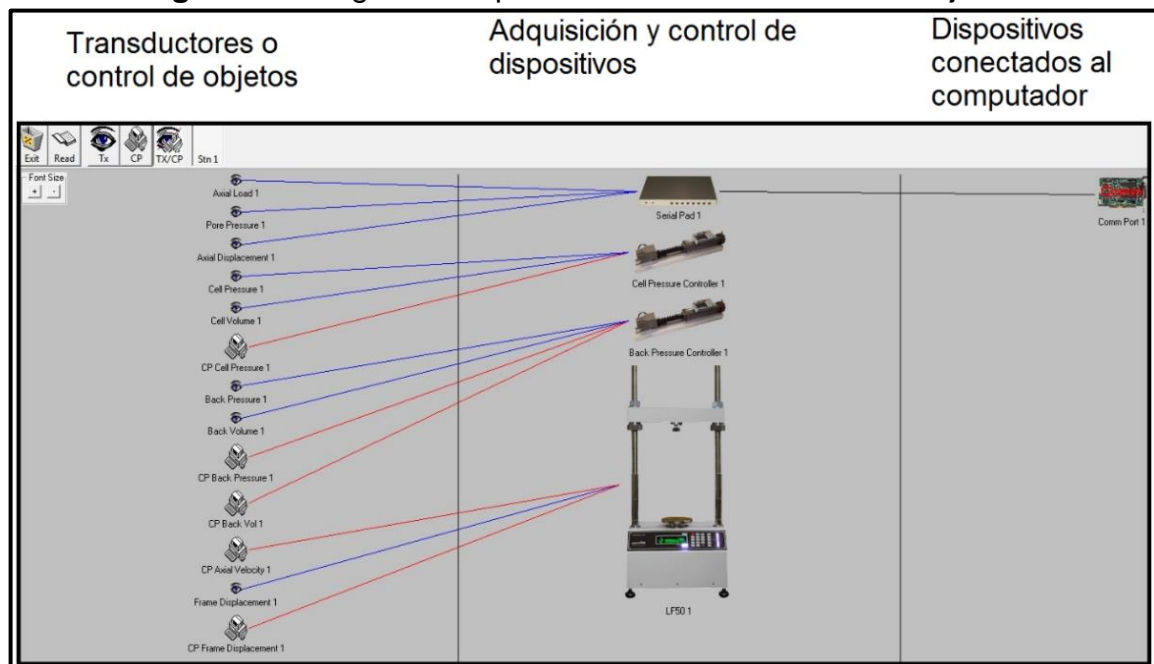 Transductores o
control de objetos
Adquisición y control de
dispositivos
Dispositivos
conectados al
computador
Exit
Read
Tx
CP
TX/CP
Stn 1
Font Size
+
-
Axial Load 1
Pore Pressure 1
Axial Displacement 1
Cell Pressure 1
Cell Volume 1
CP Cell Pressure 1
Back Pressure 1
Back Volume 1
CP Back Pressure 1
CP Back Vol 1
CP Axial Velocity 1
Frame Displacement 1
CP Frame Displacement 1
Serial Pad 1
Cell Pressure Controller 1
Back Pressure Controller 1
LF50 1
Comm Port 1